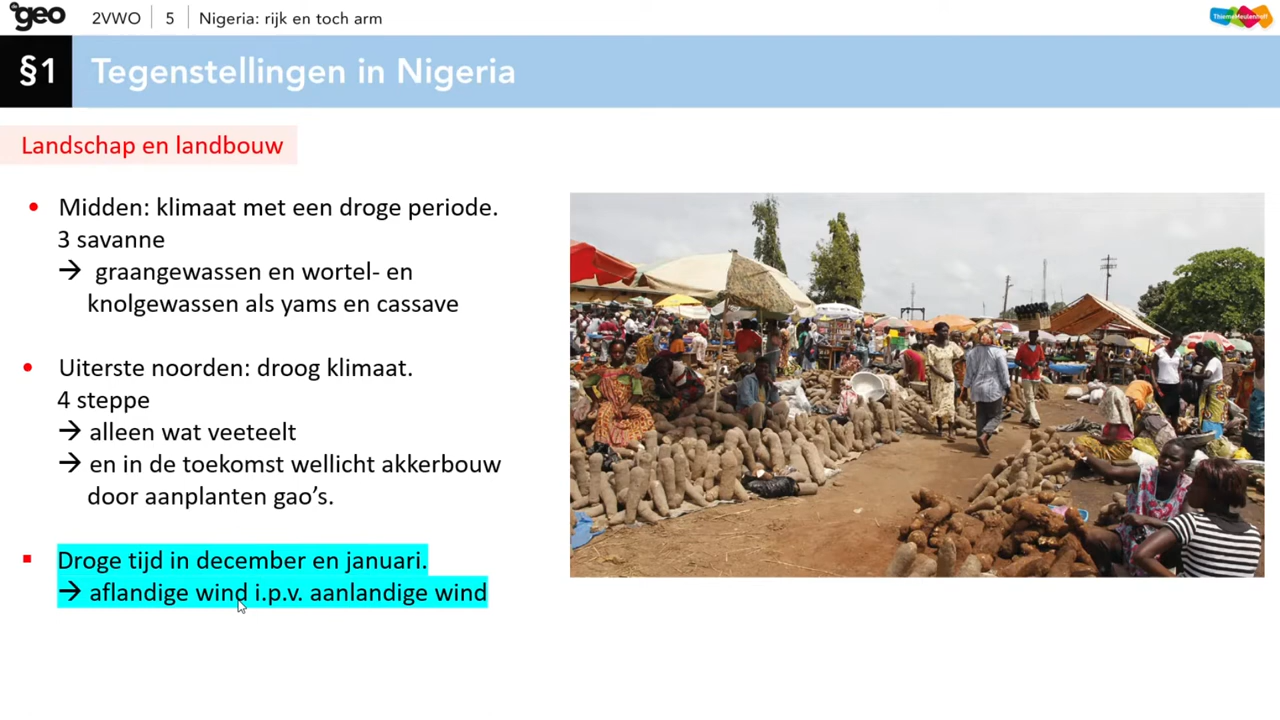 geo 2VWO 5 Nigeria: rijk en toch arm
ThiemeMeulenhoff
§1 Tegenstellingen in Nigeria
Landschap en landbouw
• Midden: klimaat met een droge periode.
3 savanne
→ graangewassen en wortel- en
knolgewassen als yams en cassave
• Uiterste noorden: droog klimaat.
4 steppe
→ alleen wat veeteelt
→ en in de toekomst wellicht akkerbouw
door aanplanten gao’s.
▪ Droge tijd in december en januari.
→ aflandige wind i.p.v. aanlandige wind